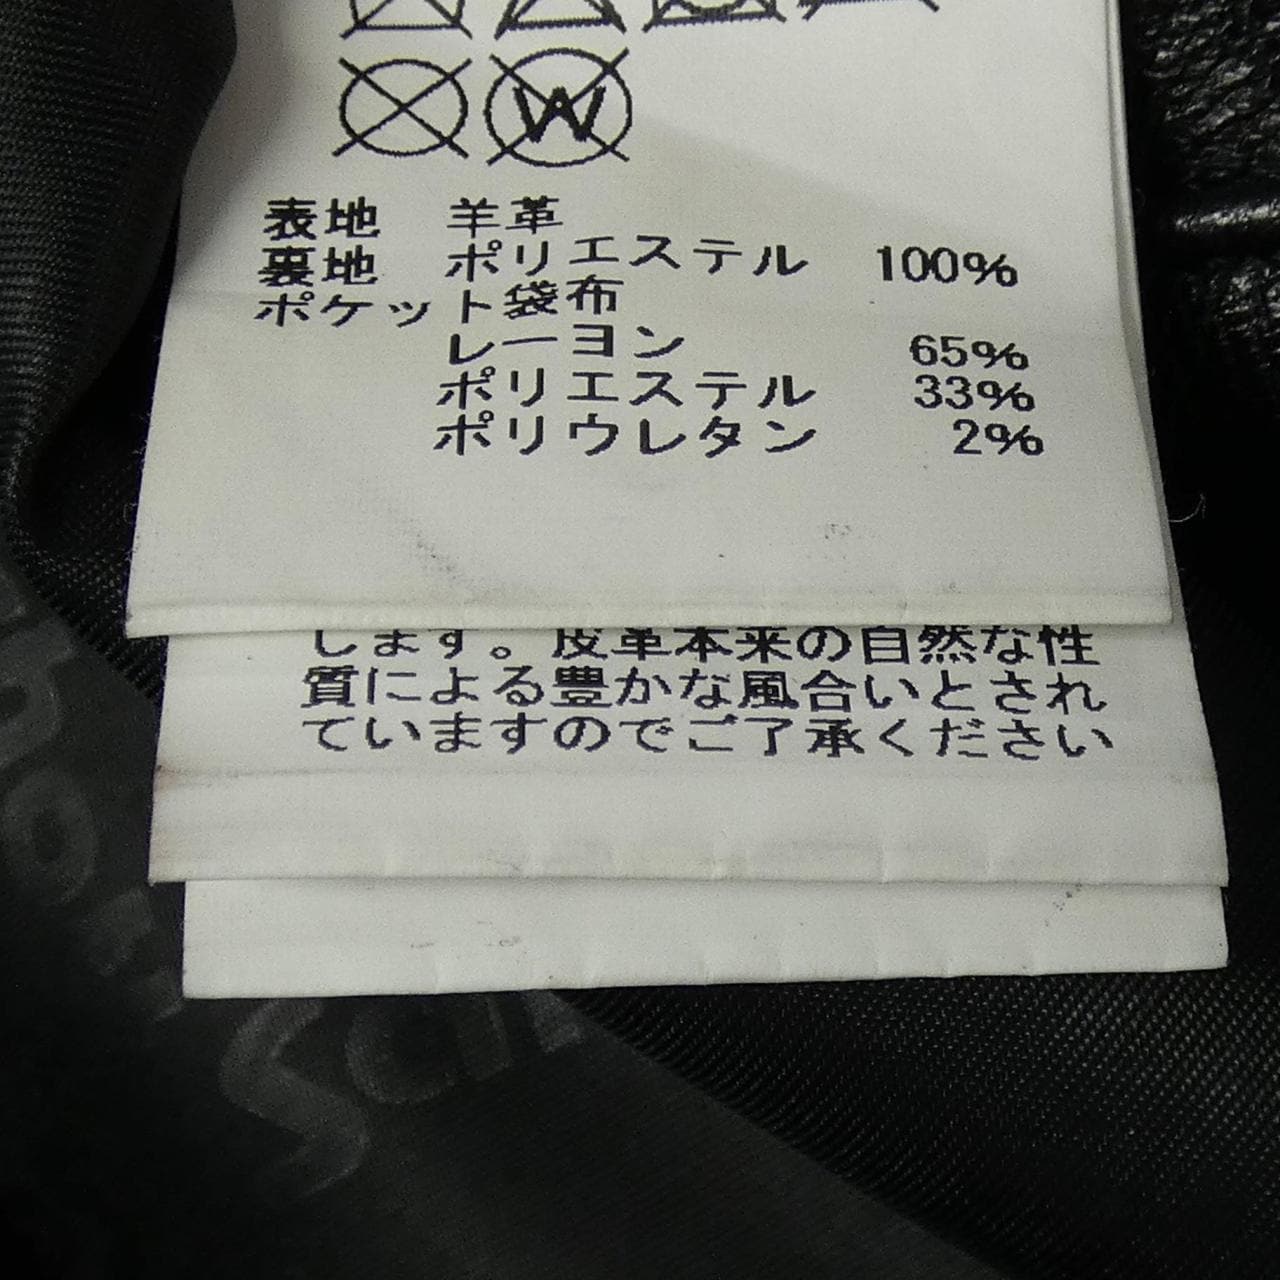 W
表地 羊革
裏地 ポリエステル 100%
ポケット袋布
レーヨン 65%
ポリエステル 33%
ポリウレタン 2%
します。皮革本来の自然な性
質による豊かな風合いとされ
ていますのでご了承ください